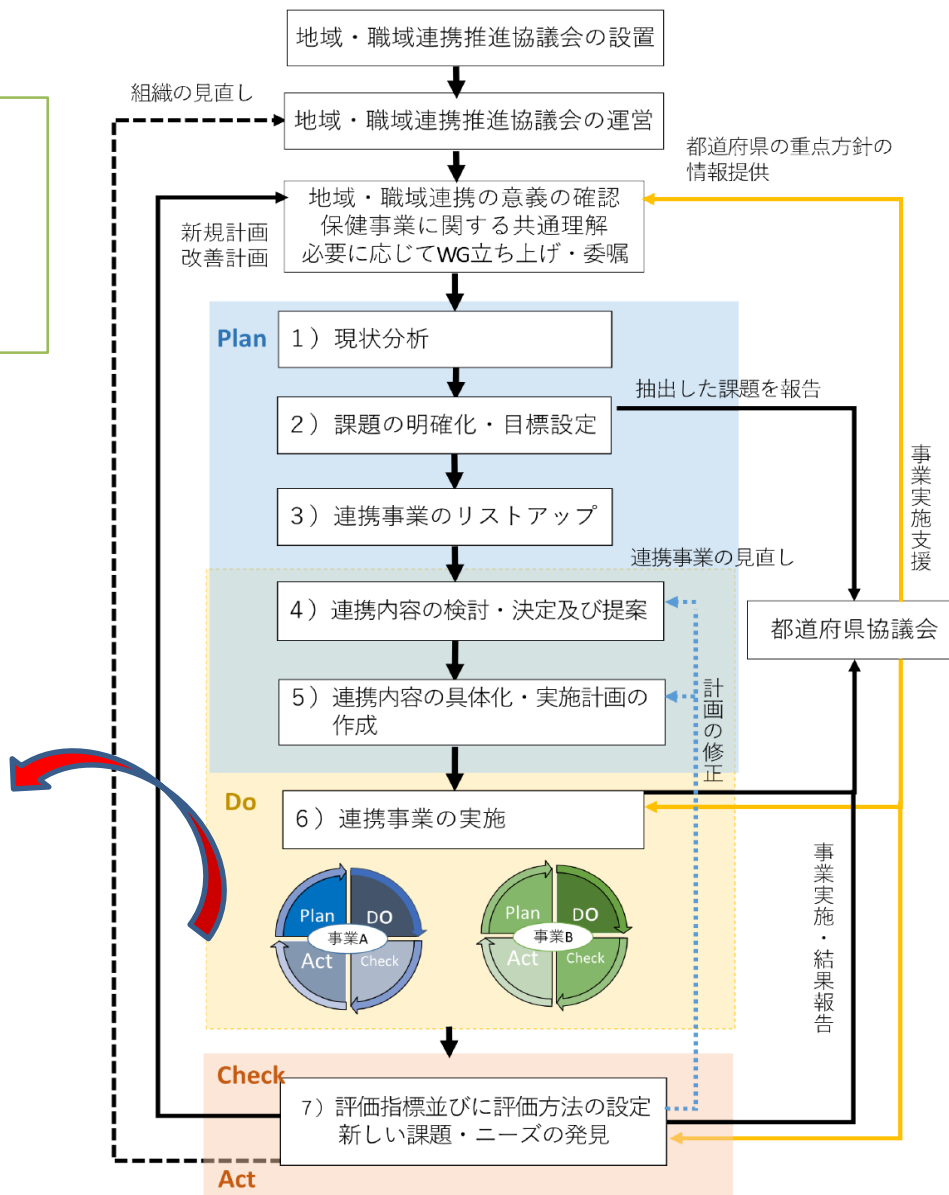 地域・職域連携推進協議会の設置
組織の見直し
地域・職域連携推進協議会の運営
都道府県の重点方針の
情報提供
地域・職域連携の意義の確認
保健事業に関する共通理解
必要に応じてWG立ち上げ・委嘱
新規計画
改善計画
Plan
1）現状分析
抽出した課題を報告
2）課題の明確化・目標設定
事業実施支援
3）連携事業のリストアップ
連携事業の見直し
4）連携内容の検討・決定及び提案
都道府県協議会
5）連携内容の具体化・実施計画の
作成
計画の修正
Do
6）連携事業の実施
事業実施・結果報告
Plan
DO
事業A
Act
Check
Plan
DO
事業B
Act
Check
Check
7）評価指標並びに評価方法の設定
新しい課題・ニーズの発見
Act